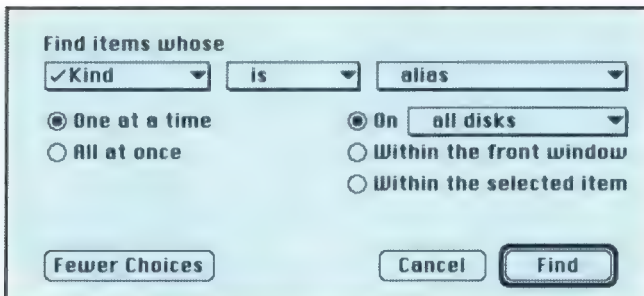 Find items whose
✓Kind is alias
One at a time On all disks
All at once Within the front window
Within the selected item
Fewer Choices Cancel Find